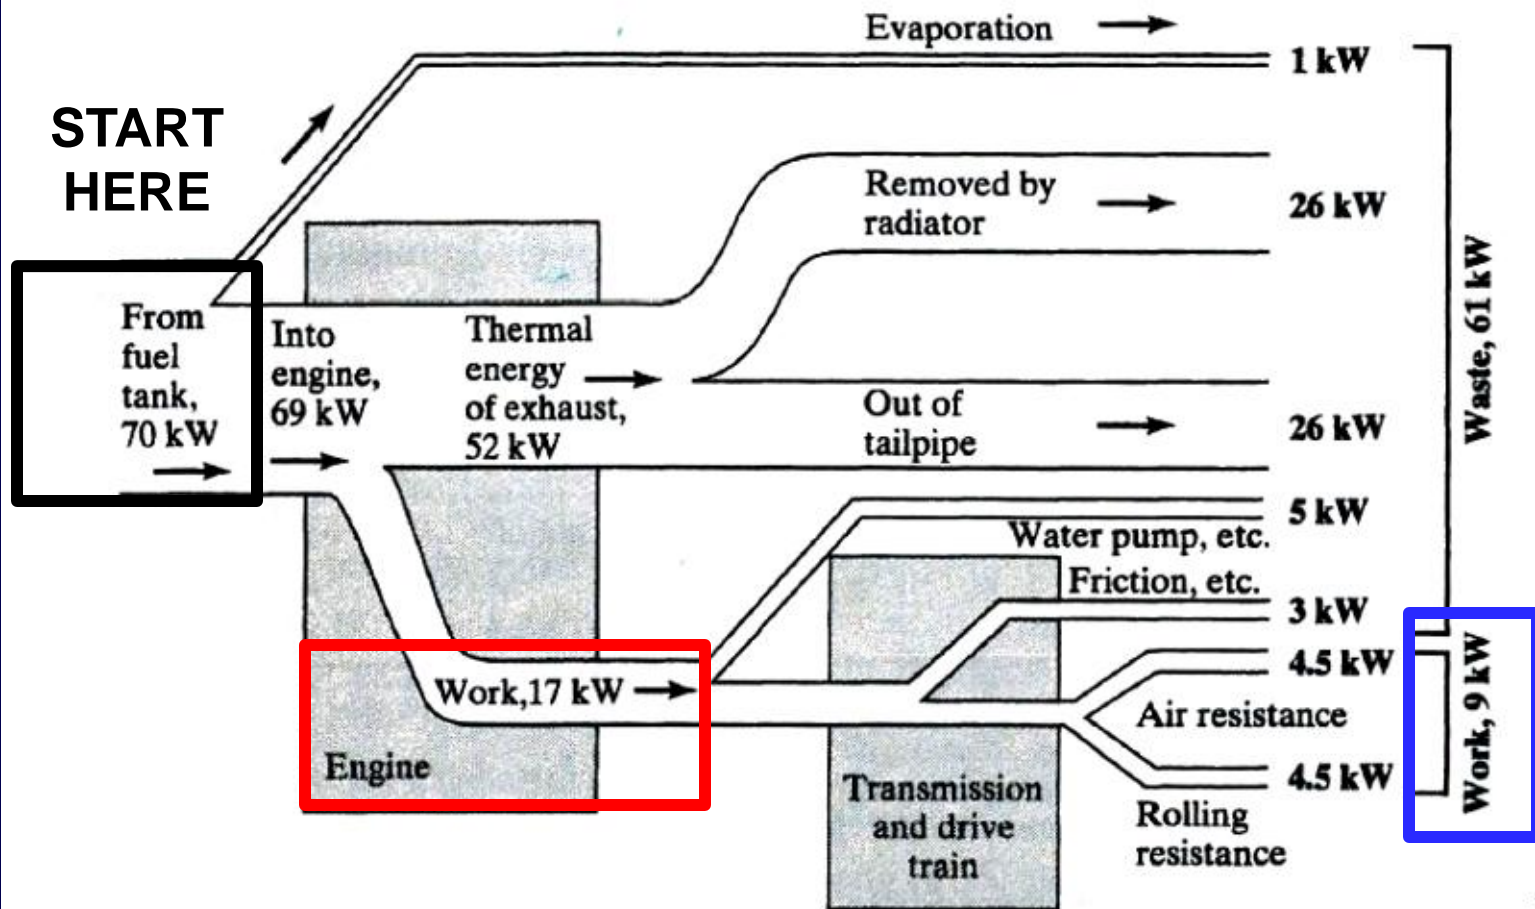 Evaporation
1 kW
START
HERE
Removed by
radiator
26 kW
From
fuel
tank,
70 kW
Into
engine,
69 kW
Thermal
energy
of exhaust,
52 kW
Out of
tailpipe
26 kW
Waste, 61 kW
5 kW
Water pump, etc.
Friction, etc.
3 kW
4.5 kW
Work,17 kW
Air resistance
Work, 9 kW
Engine
4.5 kW
Transmission
and drive
train
Rolling
resistance